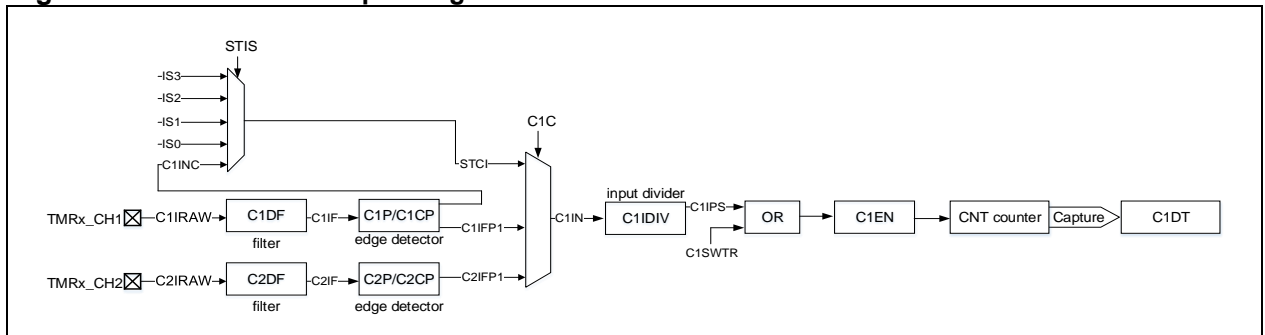 STIS
-IS3
-IS2
-IS1
-IS0
C1INC
C1C
STCI
TMRx_CH1
C1IRAW
C1DF
filter
C1IF
C1P/C1CP
edge detector
C1IFP1
C1IN
input divider
C1IDIV
C1IPS
C1SWTR
OR
C1EN
CNT counter
Capture
C1DT
TMRx_CH2
C2IRAW
C2DF
filter
C2IF
C2P/C2CP
edge detector
C2IFP1